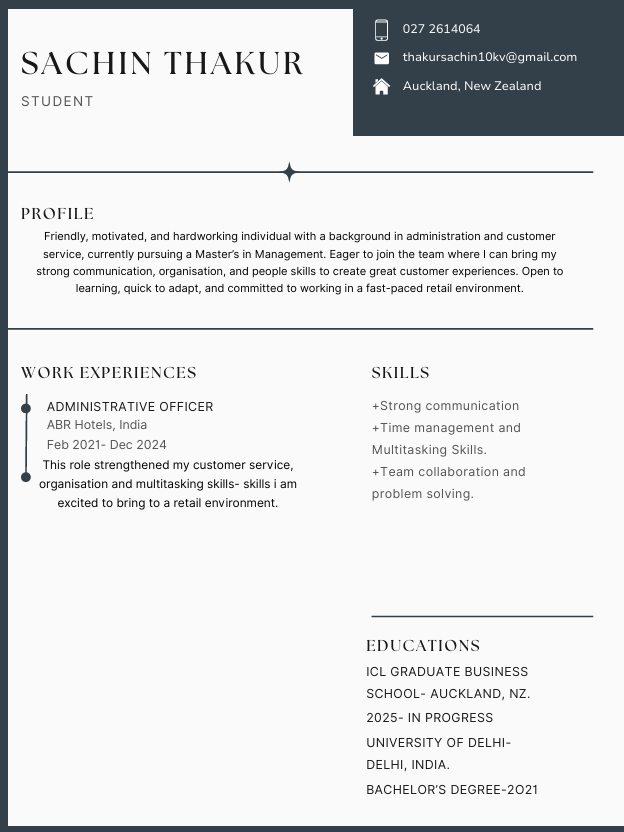 SACHIN THAKUR
STUDENT
027 2614064
thakursachin10kv@gmail.com
Auckland, New Zealand
PROFILE
Friendly, motivated, and hardworking individual with a background in administration and customer
service, currently pursuing a Master’s in Management. Eager to join the team where I can bring my
strong communication, organisation, and people skills to create great customer experiences. Open to
learning, quick to adapt, and committed to working in a fast-paced retail environment.
WORK EXPERIENCES
ADMINISTRATIVE OFFICER
ABR Hotels, India
Feb 2021- Dec 2024
This role strengthened my customer service,
organisation and multitasking skills- skills i am
excited to bring to a retail environment.
SKILLS
+Strong communication
+Time management and
Multitasking Skills.
+Team collaboration and
problem solving.
EDUCATIONS
ICL GRADUATE BUSINESS
SCHOOL- AUCKLAND, NZ.
2025- IN PROGRESS
UNIVERSITY OF DELHI-
DELHI, INDIA.
BACHELOR’S DEGREE-2O21